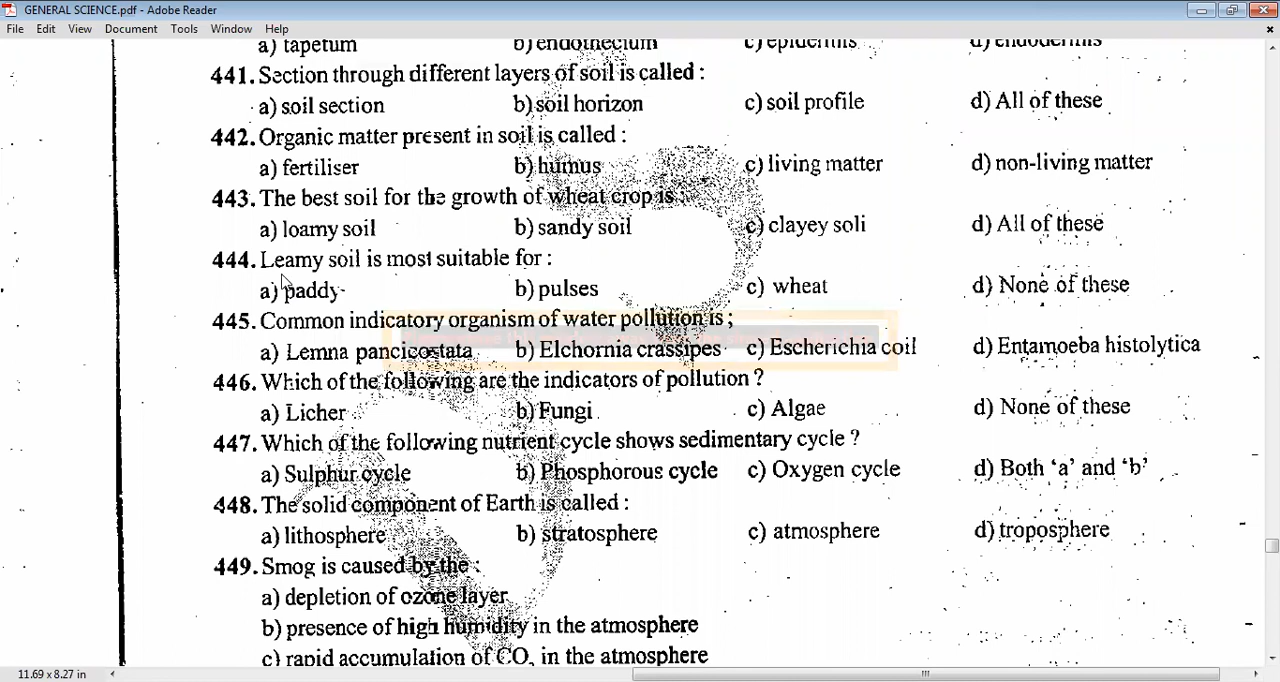 GENERAL SCIENCE.pdf - Adobe Reader
File Edit View Document Tools Window Help
a) tapetum b) endothecium c) epidermis d) endodermis
441. Section through different layers of soil is called :
a) soil section b) soil horizon c) soil profile d) All of these
442. Organic matter present in soil is called :
a) fertiliser b) humus c) living matter d) non-living matter
443. The best soil for the growth of wheat crop is :
a) loamy soil b) sandy soil c) clayey soli d) All of these
444. Leamy soil is most suitable for :
a) paddy b) pulses c) wheat d) None of these
445. Common indicatory organism of water pollution is ;
a) Lemna pancicostata b) Elchornia crassipes c) Escherichia coil d) Entamoeba histolytica
446. Which of the following are the indicators of pollution ?
a) Licher b) Fungi c) Algae d) None of these
447. Which of the following nutrient cycle shows sedimentary cycle ?
a) Sulphur cycle b) Phosphorous cycle c) Oxygen cycle d) Both ‘a’ and ‘b’
448. The solid component of Earth is called :
a) lithosphere b) stratosphere c) atmosphere d) troposphere
449. Smog is caused by the :
a) depletion of ozone layer
b) presence of high humidity in the atmosphere
c) rapid accumulation of CO₂ in the atmosphere
11.69 x 8.27 in